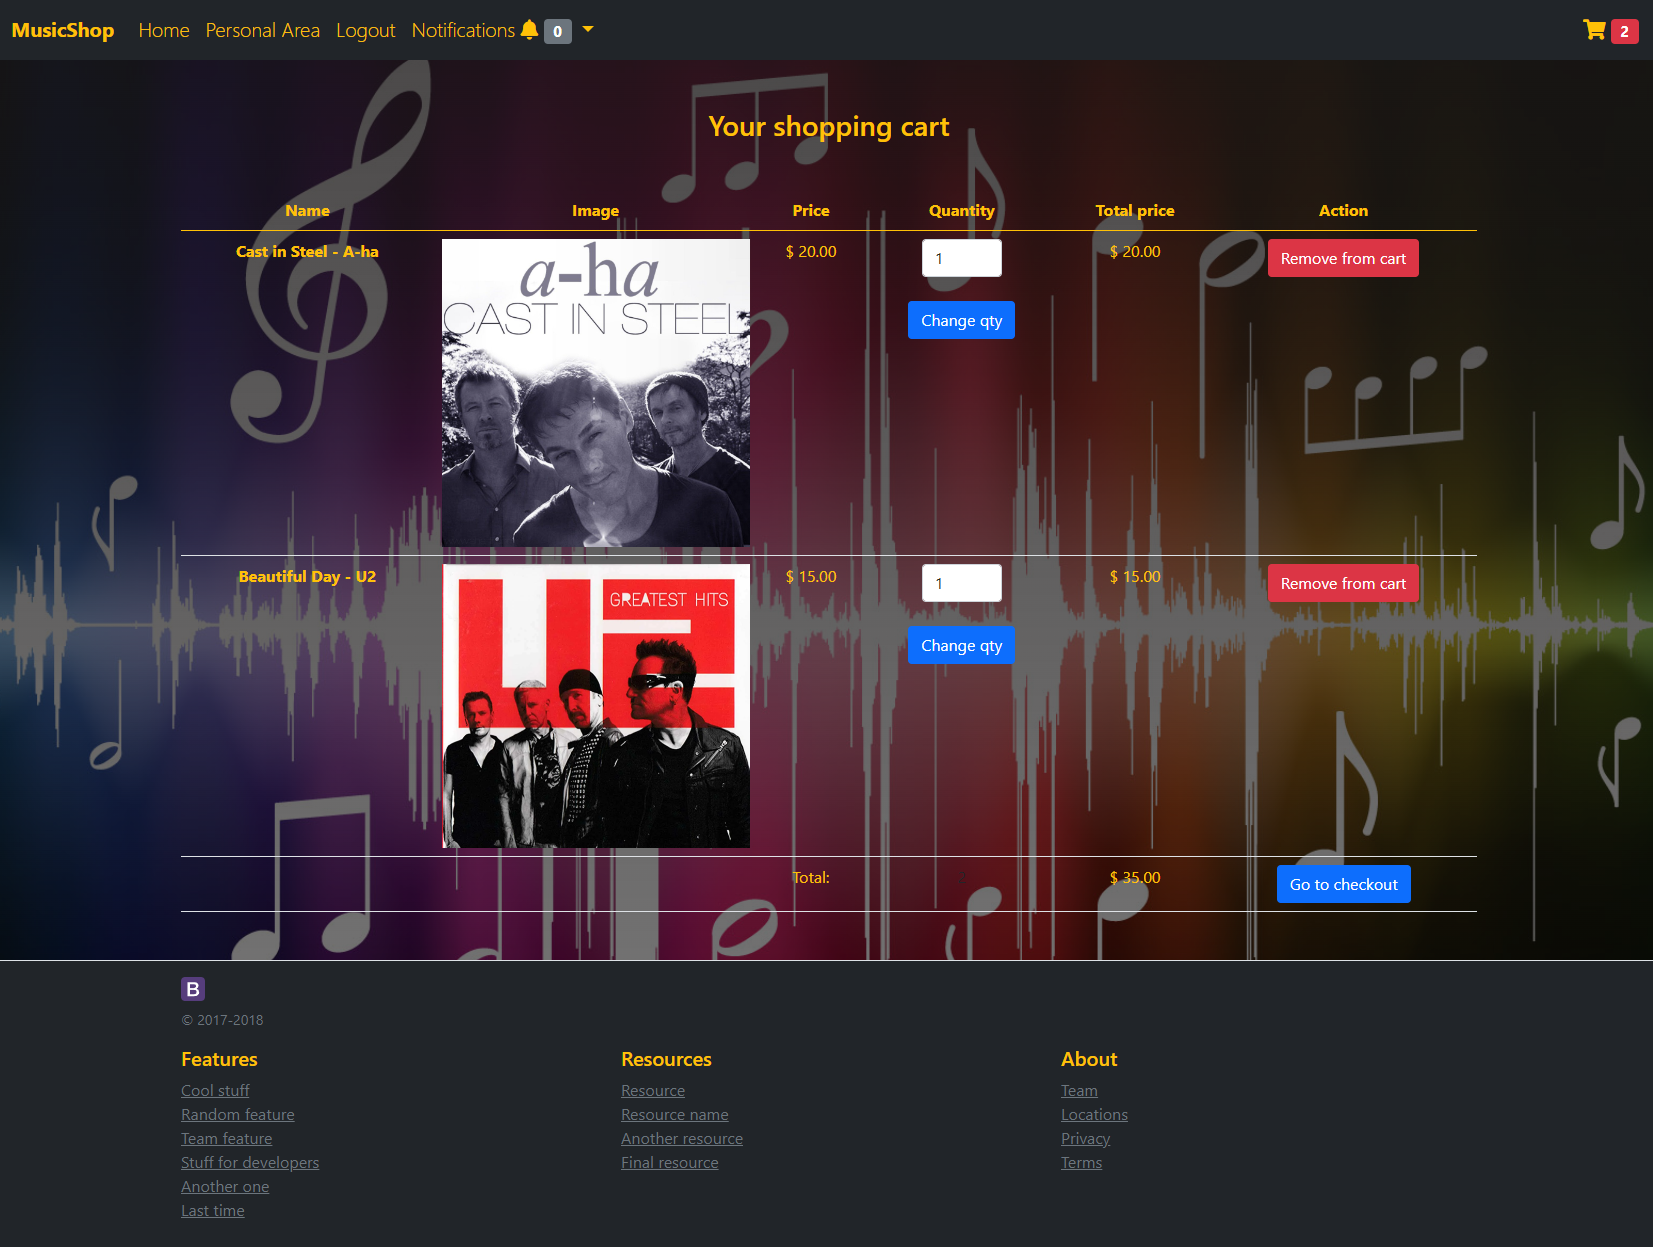 MusicShop Home Personal Area Logout Notifications 0 2
Your shopping cart
Name Image Price Quantity Total price Action
Cast in Steel - A-ha $ 20.00 1 $ 20.00 Remove from cart
a-ha
CAST IN STEEL
Change qty
Beautiful Day - U2 $ 15.00 1 $ 15.00 Remove from cart
U2
GREATEST HITS
Change qty
Total: 2 $ 35.00 Go to checkout
B
© 2017-2018
Features
Cool stuff
Random feature
Team feature
Stuff for developers
Another one
Last time
Resources
Resource
Resource name
Another resource
Final resource
About
Team
Locations
Privacy
Terms